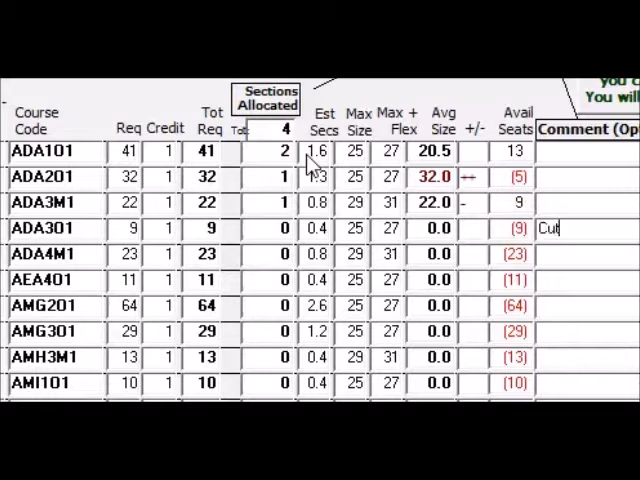 you c
You will
Sections
Allocated
Course Code Req Credit Tot Req Tot: 4 Est Secs Max Size Max + Flex Avg Size +/- Avail Seats Comment (Op
ADA1O1 41 1 41 2 1.6 25 27 20.5 13
ADA2O1 32 1 32 1 1.3 25 27 32.0 ++ (5)
ADA3M1 22 1 22 1 0.8 29 31 22.0 - 9
ADA3O1 9 1 9 0 0.4 25 27 0.0 (9) Cut
ADA4M1 23 1 23 0 0.8 29 31 0.0 (23)
AEA4O1 11 1 11 0 0.4 25 27 0.0 (11)
AMG2O1 64 1 64 0 2.6 25 27 0.0 (64)
AMG3O1 29 1 29 0 1.2 25 27 0.0 (29)
AMH3M1 13 1 13 0 0.4 29 31 0.0 (13)
AMI1O1 10 1 10 0 0.4 25 27 0.0 (10)